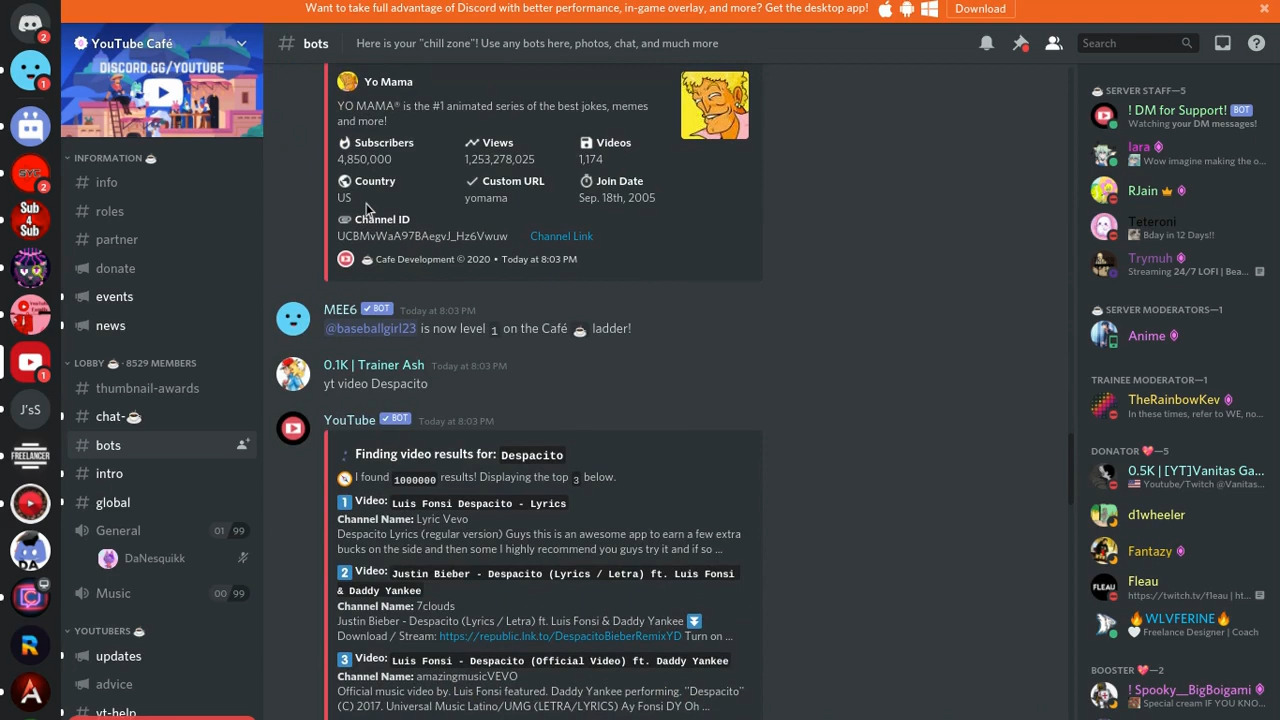 Want to take full advantage of Discord with better performance, in-game overlay, and more? Get the desktop app!
Download
2
1
2
1
SYC
Sub
4
Sub
J'sS
FREELANCER
DA
YouTube Café
DISCORD.GG/YOUTUBE
INFORMATION ☕
info
roles
partner
donate
events
news
LOBBY ☕ · 8529 MEMBERS
thumbnail-awards
chat-☕
bots
intro
global
General
01 99
DaNesquikk
Music
00 99
YOUTUBERS ☕
updates
advice
yt-help
# bots
Here is your "chill zone"! Use any bots here, photos, chat, and much more
Search
Yo Mama
YO MAMA® is the #1 animated series of the best jokes, memes
and more!
Subscribers Views Videos
4,850,000 1,253,278,025 1,174
Country Custom URL Join Date
US yomama Sep. 18th, 2005
Channel ID
UCBMvWaA97BAegvJ_Hz6Vwuw Channel Link
☕ Cafe Development © 2020 • Today at 8:03 PM
MEE6 ✔BOT Today at 8:03 PM
@baseballgirl23 is now level 1 on the Café ☕ ladder!
0.1K | Trainer Ash Today at 8:03 PM
yt video Despacito
YouTube ✔BOT Today at 8:03 PM
Finding video results for: Despacito
I found 1000000 results! Displaying the top 3 below.
1 Video: Luis Fonsi Despacito - Lyrics
Channel Name: Lyric Vevo
Despacito Lyrics (regular version) Guys this is an awesome app to earn a few extra
bucks on the side and then some I highly recommend you guys try it and if so ...
2 Video: Justin Bieber - Despacito (Lyrics / Letra) ft. Luis Fonsi
& Daddy Yankee
Channel Name: 7clouds
Justin Bieber - Despacito (Lyrics / Letra) ft. Luis Fonsi & Daddy Yankee
Download / Stream: https://republic.lnk.to/DespacitoBieberRemixYD Turn on ...
3 Video: Luis Fonsi - Despacito (Official Video) ft. Daddy Yankee
Channel Name: amazingmusicVEVO
Official music video by. Luis Fonsi featured. Daddy Yankee performing. "Despacito"
(C) 2017. Universal Music Latino/UMG (LETRA/LYRICS) Ay Fonsi DY Oh ...
☕ SERVER STAFF—5
! DM for Support! BOT
Watching your DM messages!
Iara
Wow imagine making the o...
RJain
Teteroni
Bday in 12 Days!!
Trymuh
Streaming 24/7 LOFI | Bea...
☕ SERVER MODERATORS—1
Anime
TRAINEE MODERATOR—1
TheRainbowKev
In these times, refer to WE, no...
DONATOR 💖—5
0.5K | [YT]Vanitas Ga...
Youtube/Twitch @Vanitas...
d1wheeler
Fantazy
FLEAU
Fleau
https://twitch.tv/fleau | ht...
🔥WLVFERINE🔥
Freelance Designer | Coach
BOOSTER 💖—2
! Spooky__BigBoigami
Special cream IF YOU KNO...